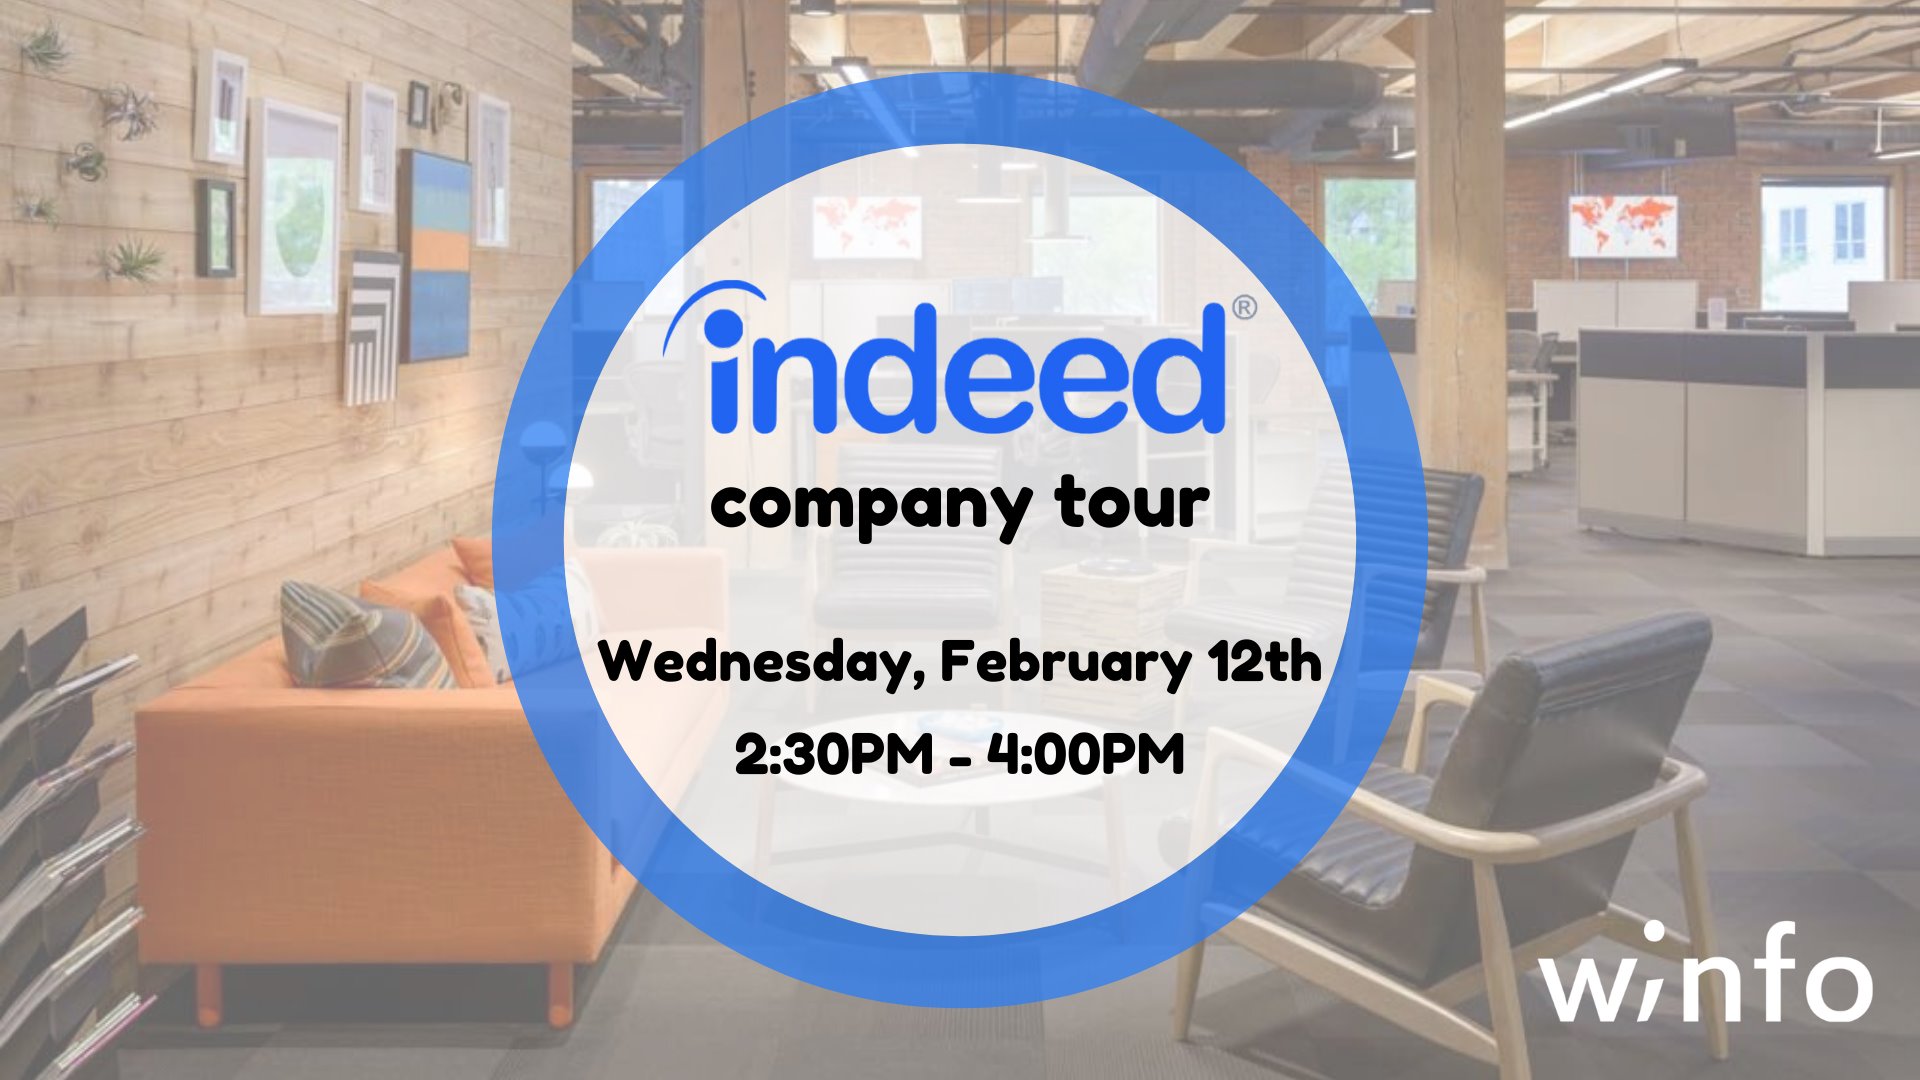 indeed®
company tour
Wednesday, February 12th
2:30PM - 4:00PM
winfo